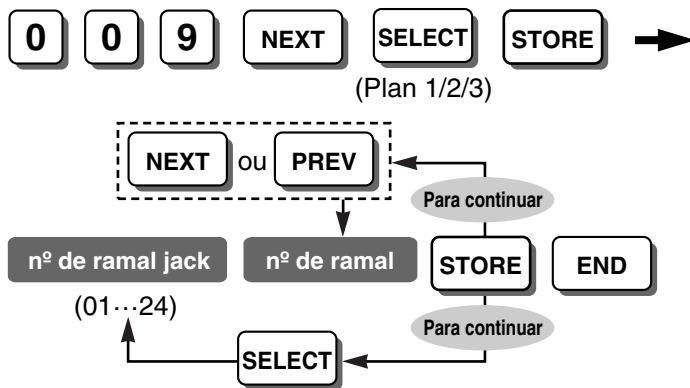 0 0 9 NEXT SELECT STORE
(Plan 1/2/3)
NEXT ou PREV
Para continuar
nº de ramal jack nº de ramal STORE END
(01···24)
Para continuar
SELECT